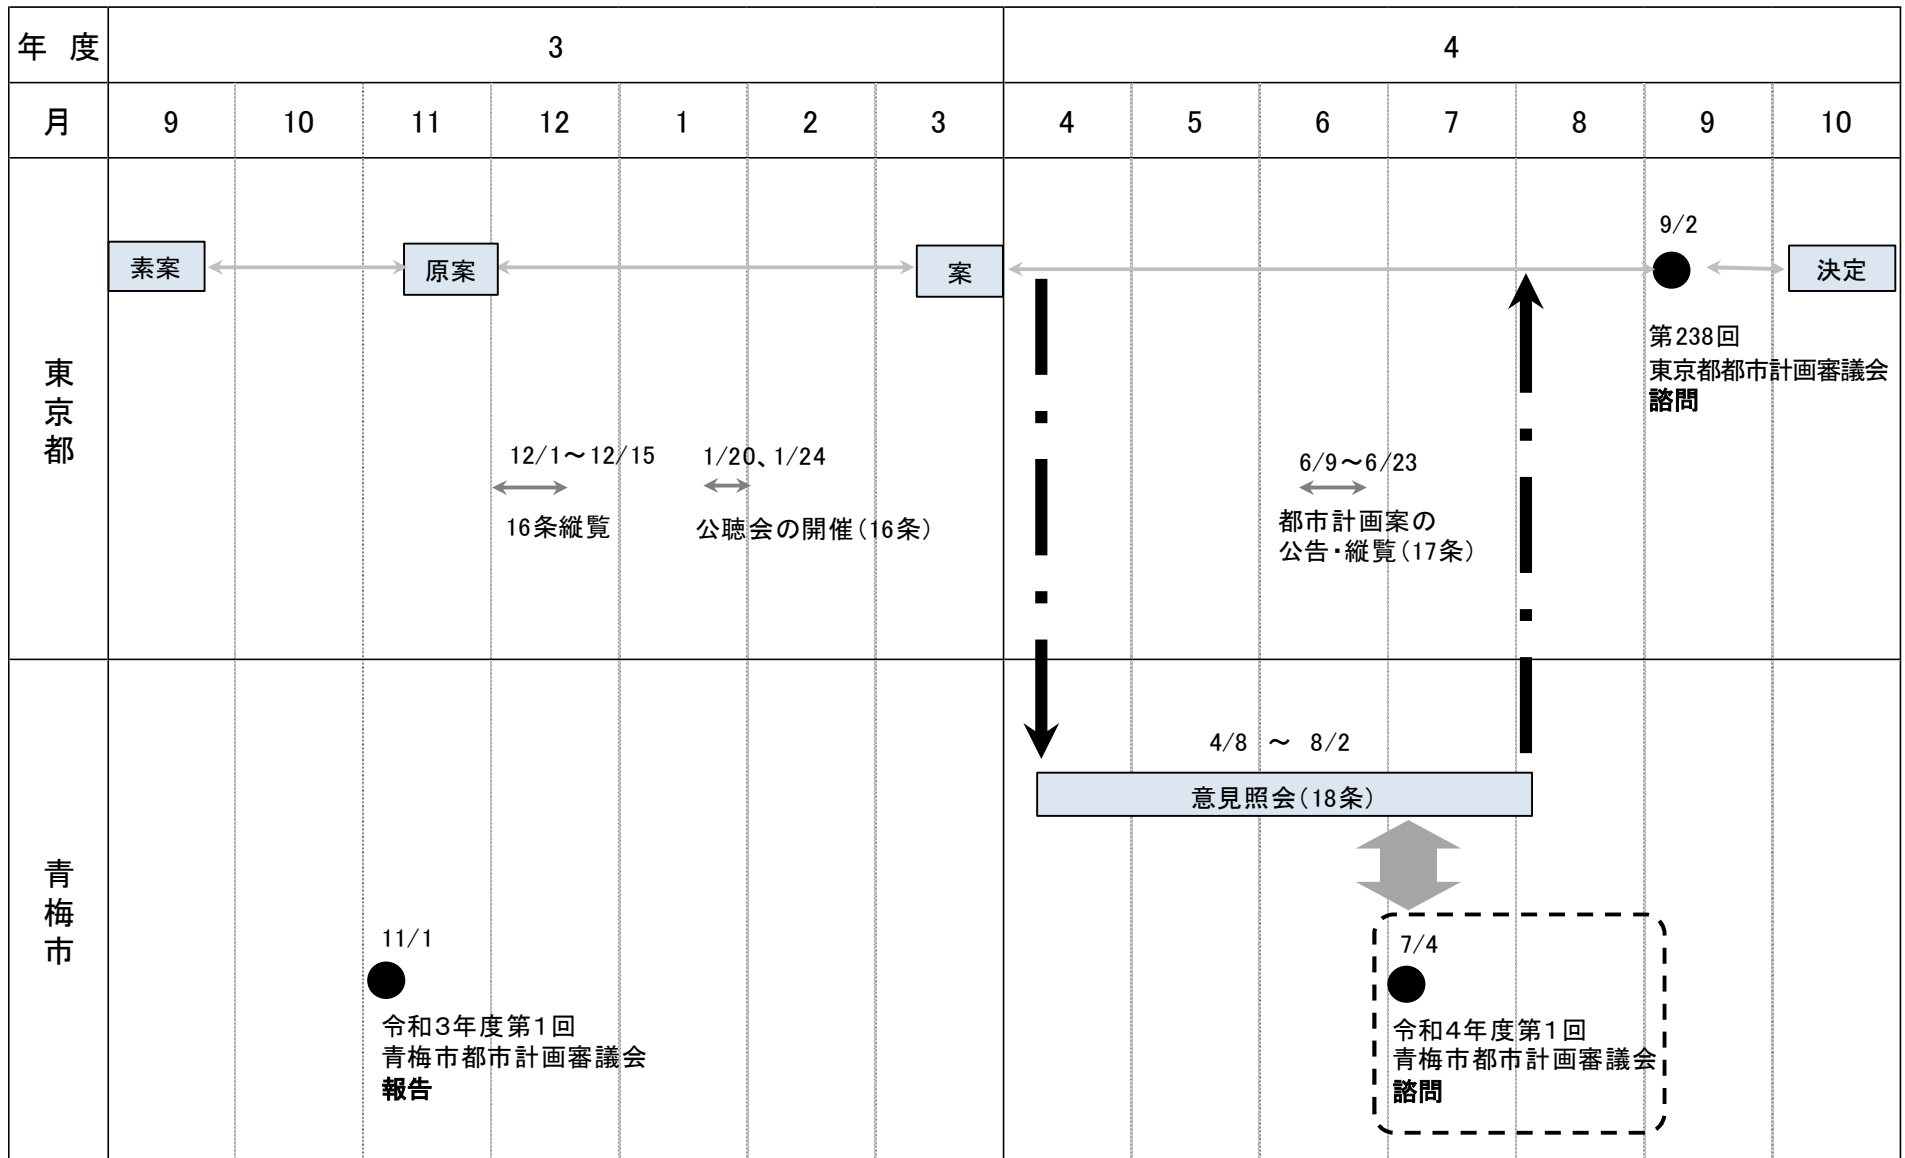 年 度
3
4
月
9
10
11
12
1
2
3
4
5
6
7
8
9
10
東京都
素案
原案
案
9/2
決定
第238回
東京都都市計画審議会
諮問
12/1～12/15
16条縦覧
1/20、1/24
公聴会の開催（16条）
6/9～6/23
都市計画案の
公告・縦覧（17条）
青梅市
4/8 ～ 8/2
意見照会（18条）
11/1
令和３年度第１回
青梅市都市計画審議会
報告
7/4
令和４年度第１回
青梅市都市計画審議会
諮問